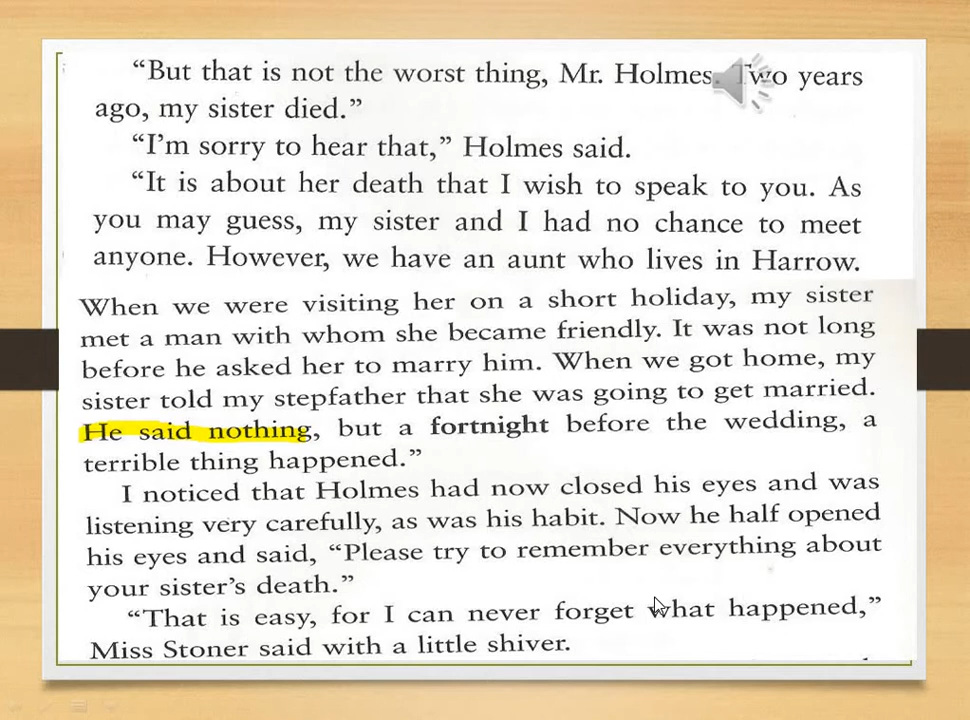 “But that is not the worst thing, Mr. Holmes. Two years
ago, my sister died.”
“I’m sorry to hear that,” Holmes said.
“It is about her death that I wish to speak to you. As
you may guess, my sister and I had no chance to meet
anyone. However, we have an aunt who lives in Harrow.
When we were visiting her on a short holiday, my sister
met a man with whom she became friendly. It was not long
before he asked her to marry him. When we got home, my
sister told my stepfather that she was going to get married.
He said nothing, but a fortnight before the wedding, a
terrible thing happened.”
I noticed that Holmes had now closed his eyes and was
listening very carefully, as was his habit. Now he half opened
his eyes and said, “Please try to remember everything about
your sister’s death.”
“That is easy, for I can never forget what happened,”
Miss Stoner said with a little shiver.